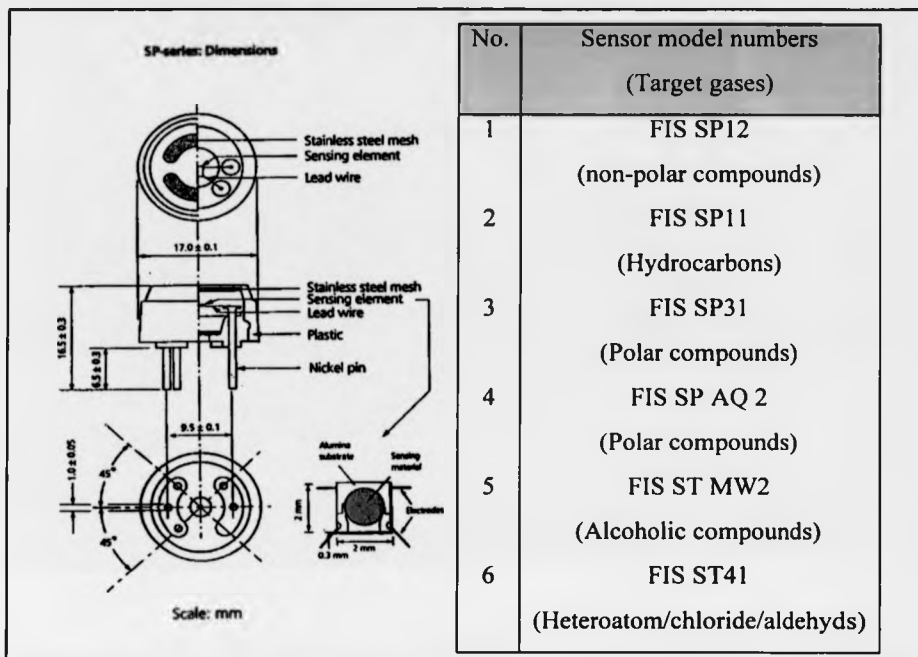 SP-series: Dimensions
Stainless steel mesh
Sensing element
Lead wire
17.0 ± 0.1
Stainless steel mesh
Sensing element
Lead wire
Plastic
Nickel pin
16.5 ± 0.3
6.5 ± 0.3
9.5 ± 0.1
1.0 ± 0.05
45°
45°
Alumina
substrate
Sensing
material
Electrodes
2 mm
0.3 mm
2 mm
Scale: mm
No. Sensor model numbers
(Target gases)
1 FIS SP12
(non-polar compounds)
2 FIS SP11
(Hydrocarbons)
3 FIS SP31
(Polar compounds)
4 FIS SP AQ 2
(Polar compounds)
5 FIS ST MW2
(Alcoholic compounds)
6 FIS ST41
(Heteroatom/chloride/aldehyds)